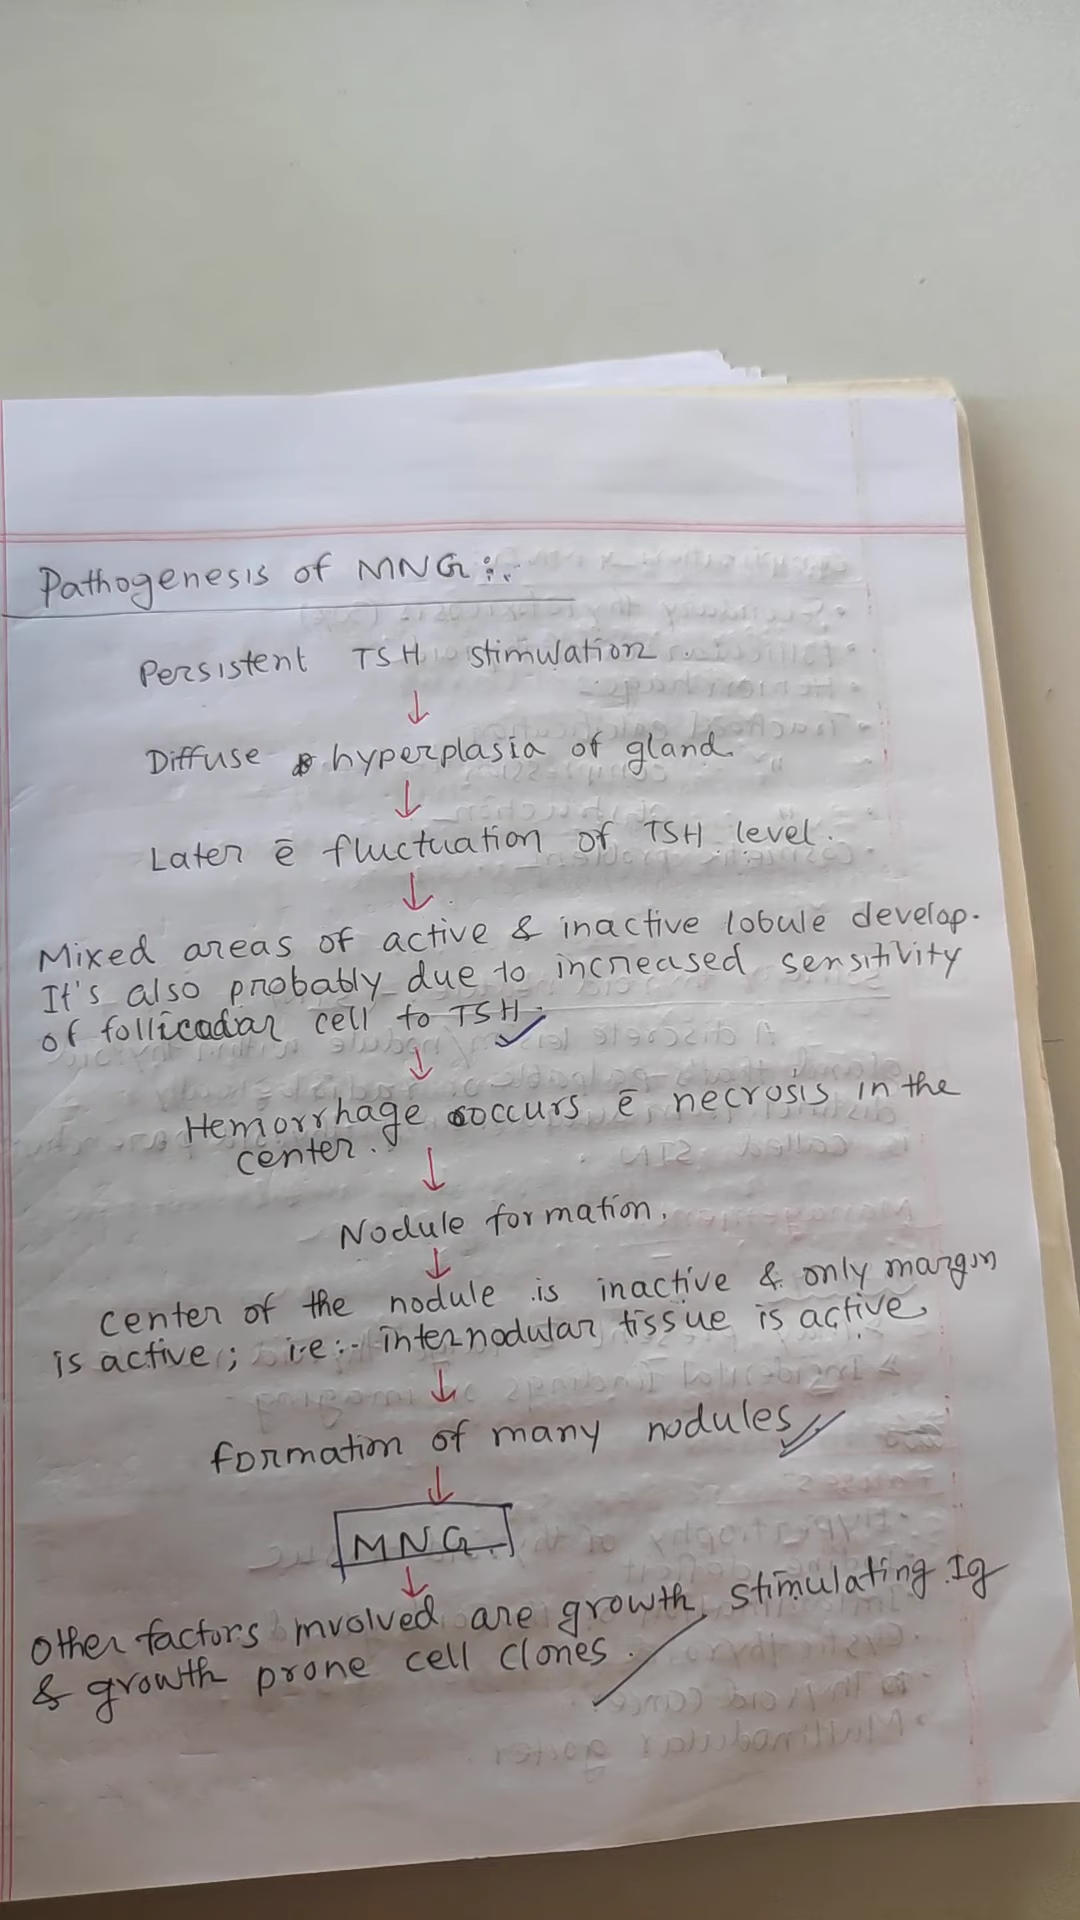 Pathogenesis of MNG:-
Persistent TSH stimulation
↓
Diffuse hyperplasia of gland.
↓
Later ē fluctuation of TSH level.
↓
Mixed areas of active & inactive lobule develop.
It's also probably due to increased sensitivity
of follicular cell to TSH.
↓
Hemorrhage occurs ē necrosis in the
center.
↓
Nodule formation.
↓
center of the nodule is inactive & only margin
is active; i.e:- internodular tissue is active.
↓
formation of many nodules
↓
MNG.
↓
Other factors involved are growth stimulating Ig
& growth prone cell clones.